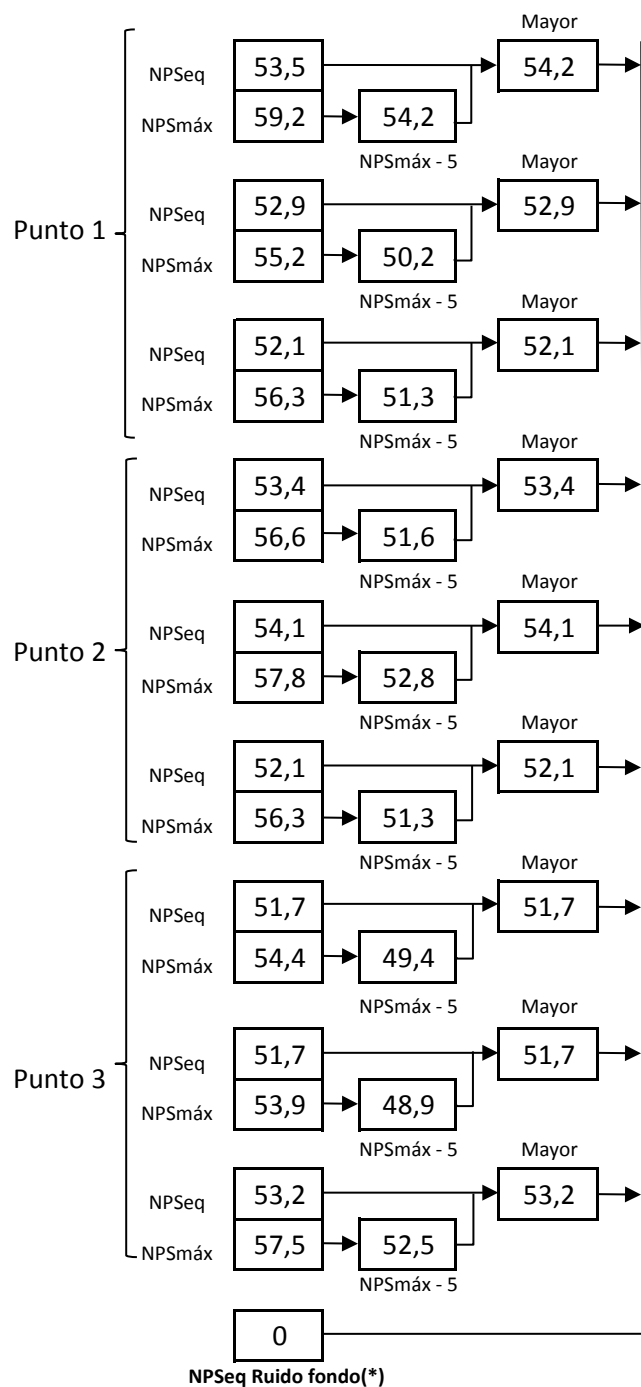 Mayor
NPSeq 53,5 54,2
NPSmáx 59,2 54,2
NPSmáx - 5
Mayor
NPSeq 52,9 52,9
Punto 1
NPSmáx 55,2 50,2
NPSmáx - 5
Mayor
NPSeq 52,1 52,1
NPSmáx 56,3 51,3
NPSmáx - 5
Mayor
NPSeq 53,4 53,4
NPSmáx 56,6 51,6
NPSmáx - 5
Mayor
NPSeq 54,1 54,1
Punto 2
NPSmáx 57,8 52,8
NPSmáx - 5
Mayor
NPSeq 52,1 52,1
NPSmáx 56,3 51,3
NPSmáx - 5
Mayor
NPSeq 51,7 51,7
NPSmáx 54,4 49,4
NPSmáx - 5
Mayor
NPSeq 51,7 51,7
Punto 3
NPSmáx 53,9 48,9
NPSmáx - 5
Mayor
NPSeq 53,2 53,2
NPSmáx 57,5 52,5
NPSmáx - 5
0
NPSeq Ruido fondo(*)